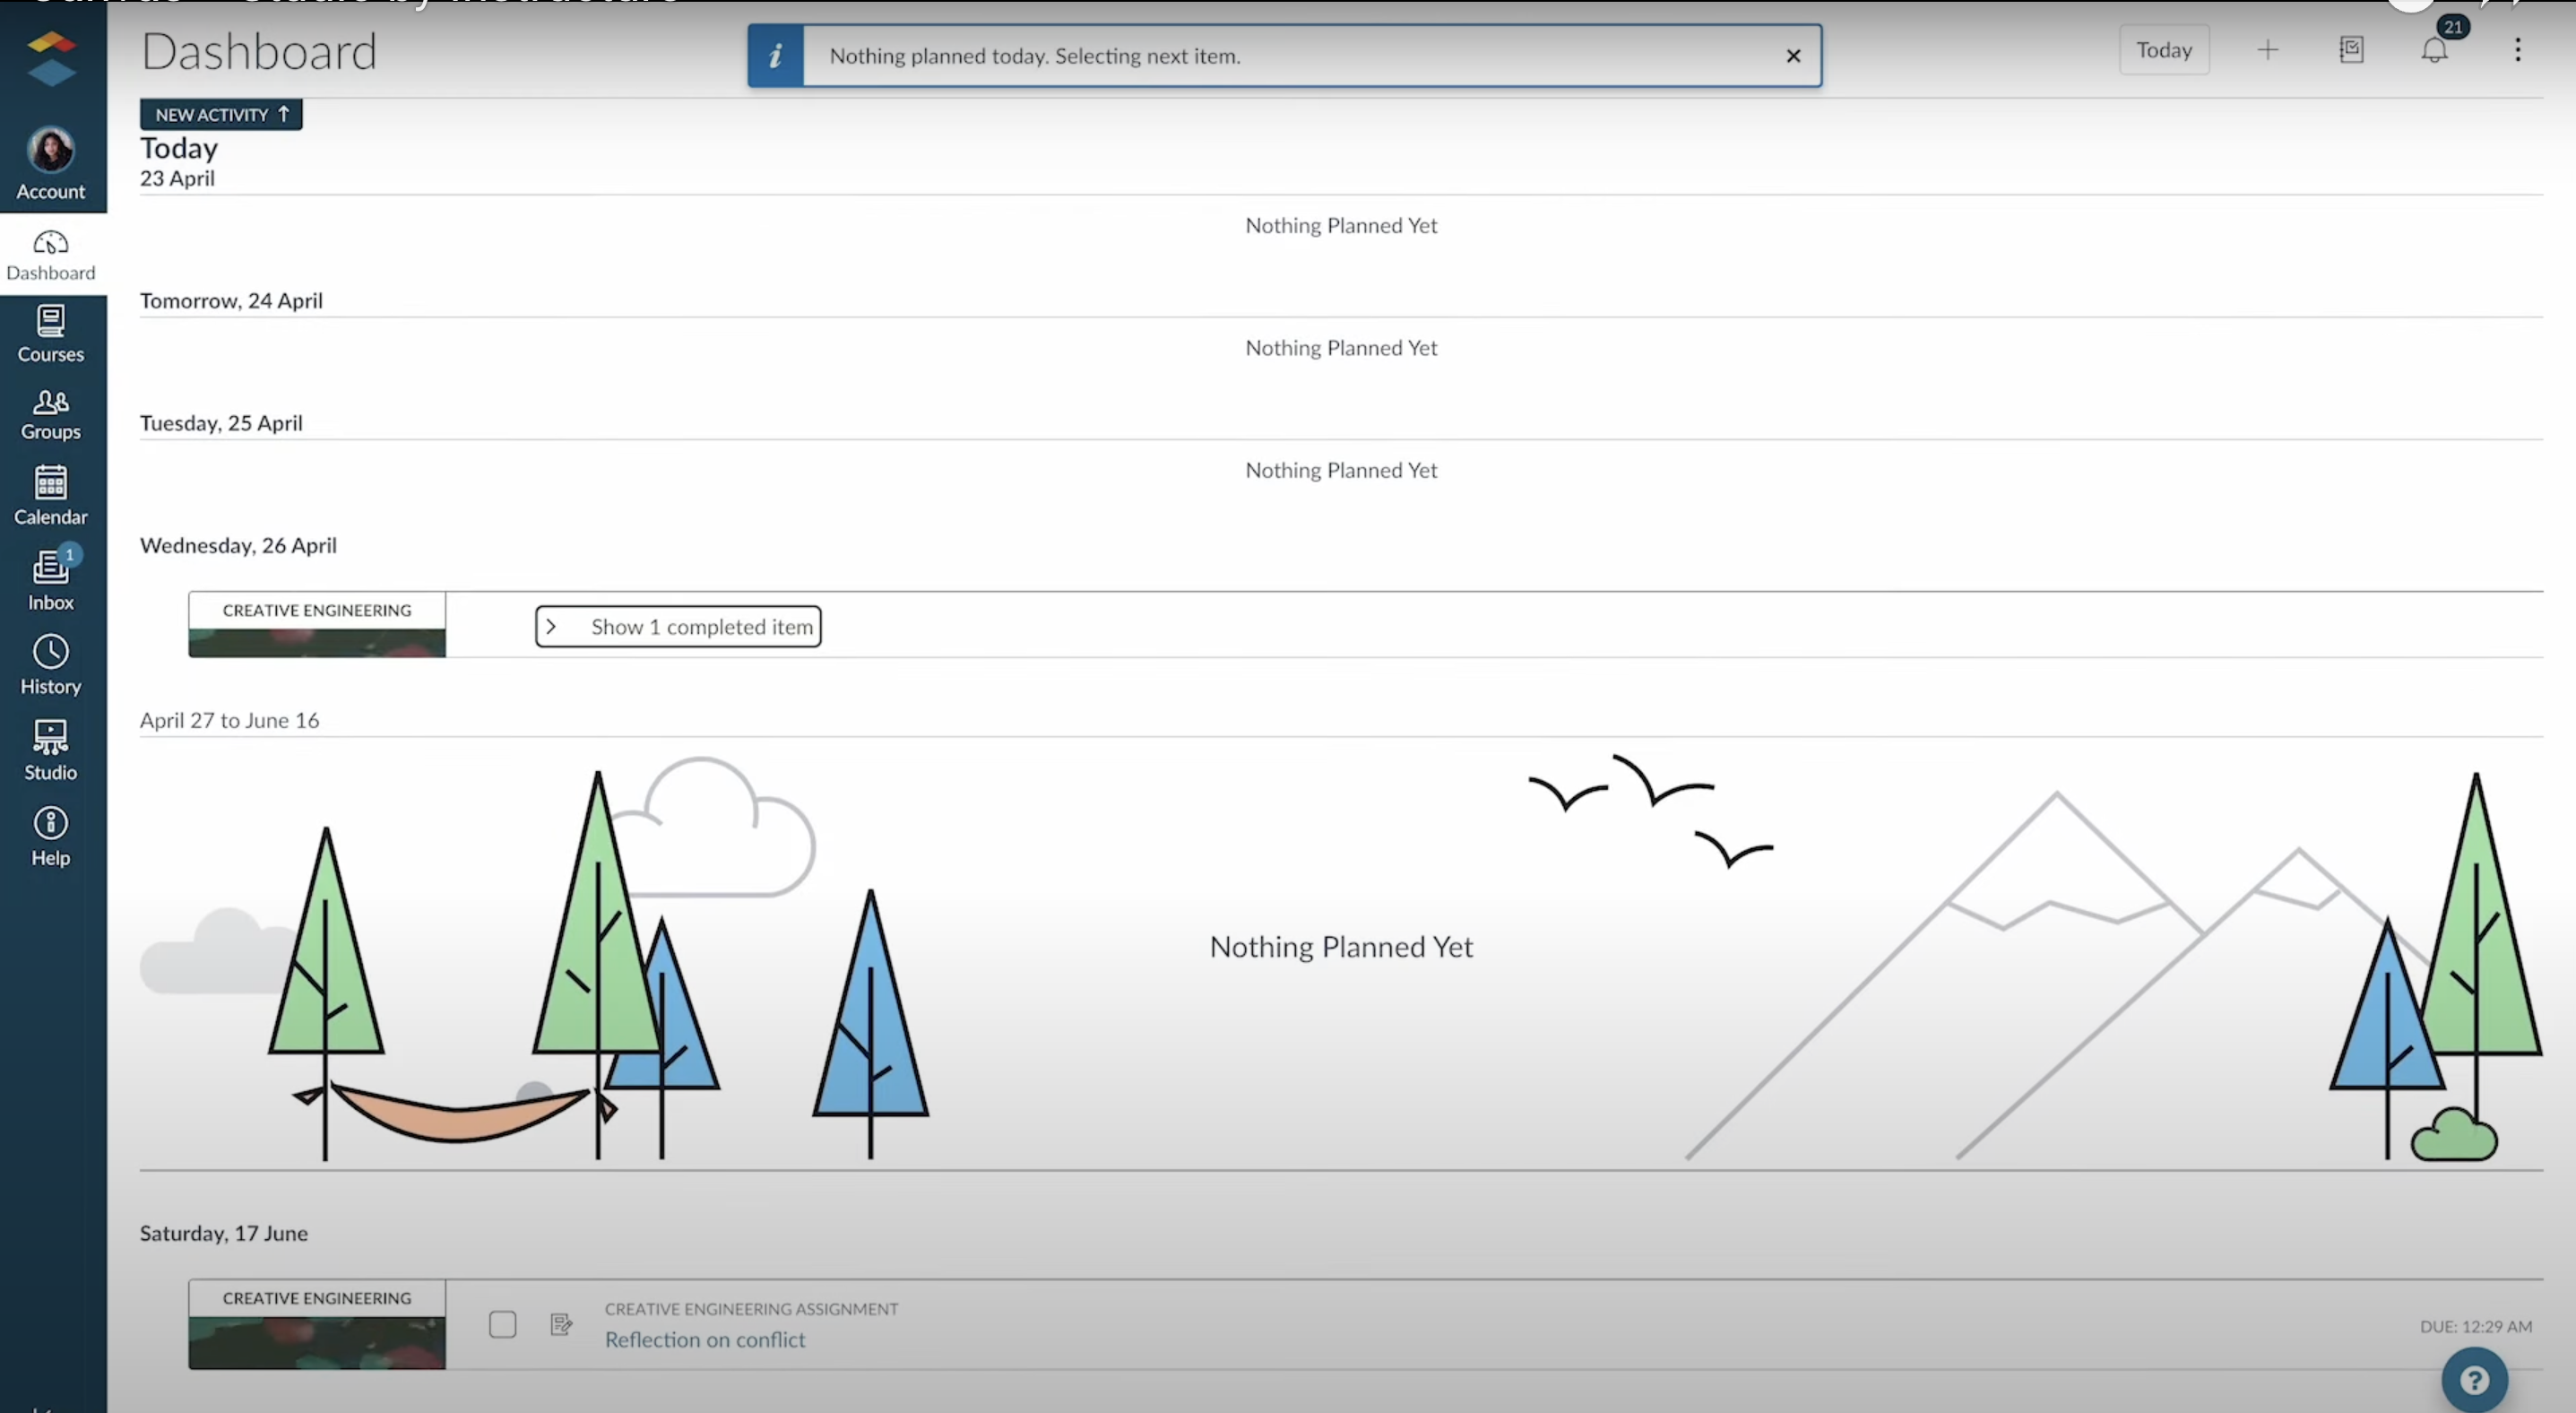 Dashboard
Nothing planned today. Selecting next item.
Today
21
NEW ACTIVITY
Today
23 April
Nothing Planned Yet
Tomorrow, 24 April
Nothing Planned Yet
Tuesday, 25 April
Nothing Planned Yet
Wednesday, 26 April
CREATIVE ENGINEERING
Show 1 completed item
April 27 to June 16
Nothing Planned Yet
Saturday, 17 June
CREATIVE ENGINEERING
CREATIVE ENGINEERING ASSIGNMENT
Reflection on conflict
DUE: 12:29 AM
Account
Dashboard
Courses
Groups
Calendar
1
Inbox
History
Studio
Help